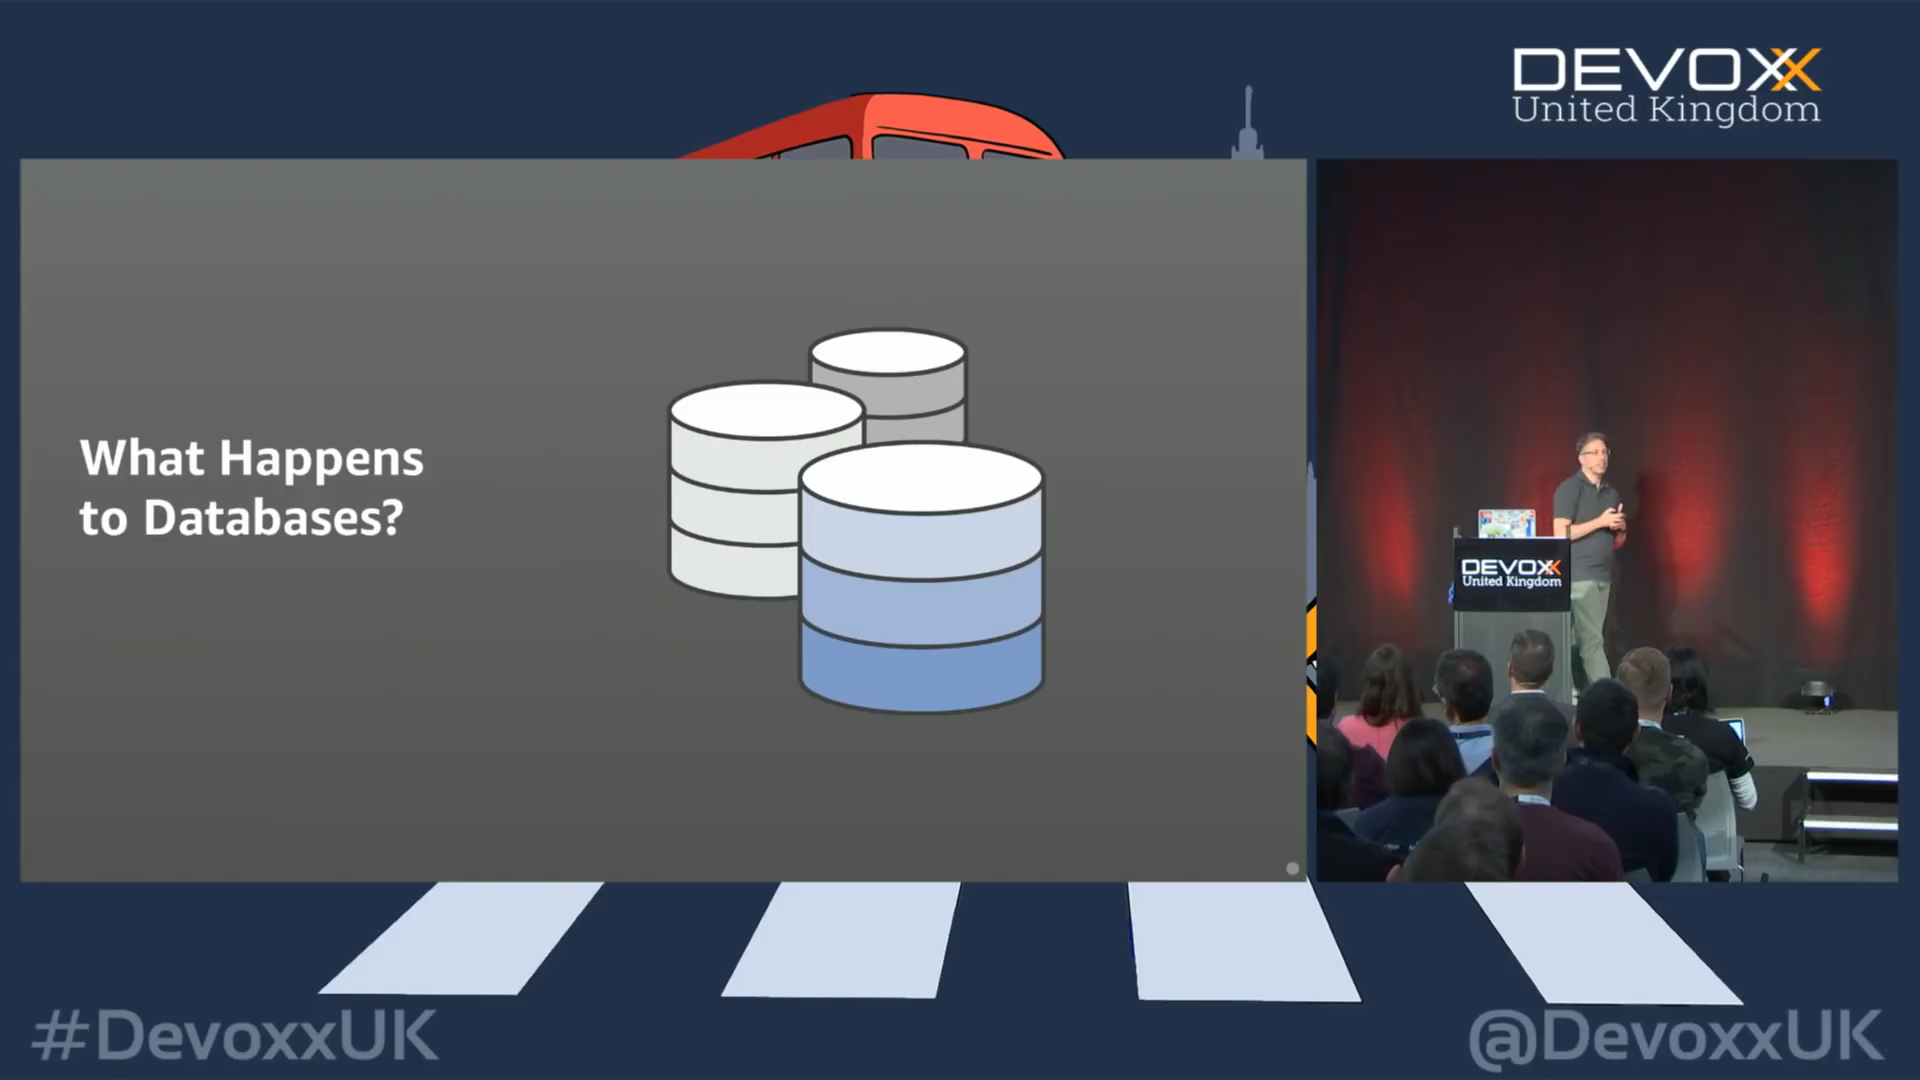 DEVOXX
United Kingdom
What Happens
to Databases?
DEVOXX
United Kingdom
#DevoxxUK
@DevoxxUK